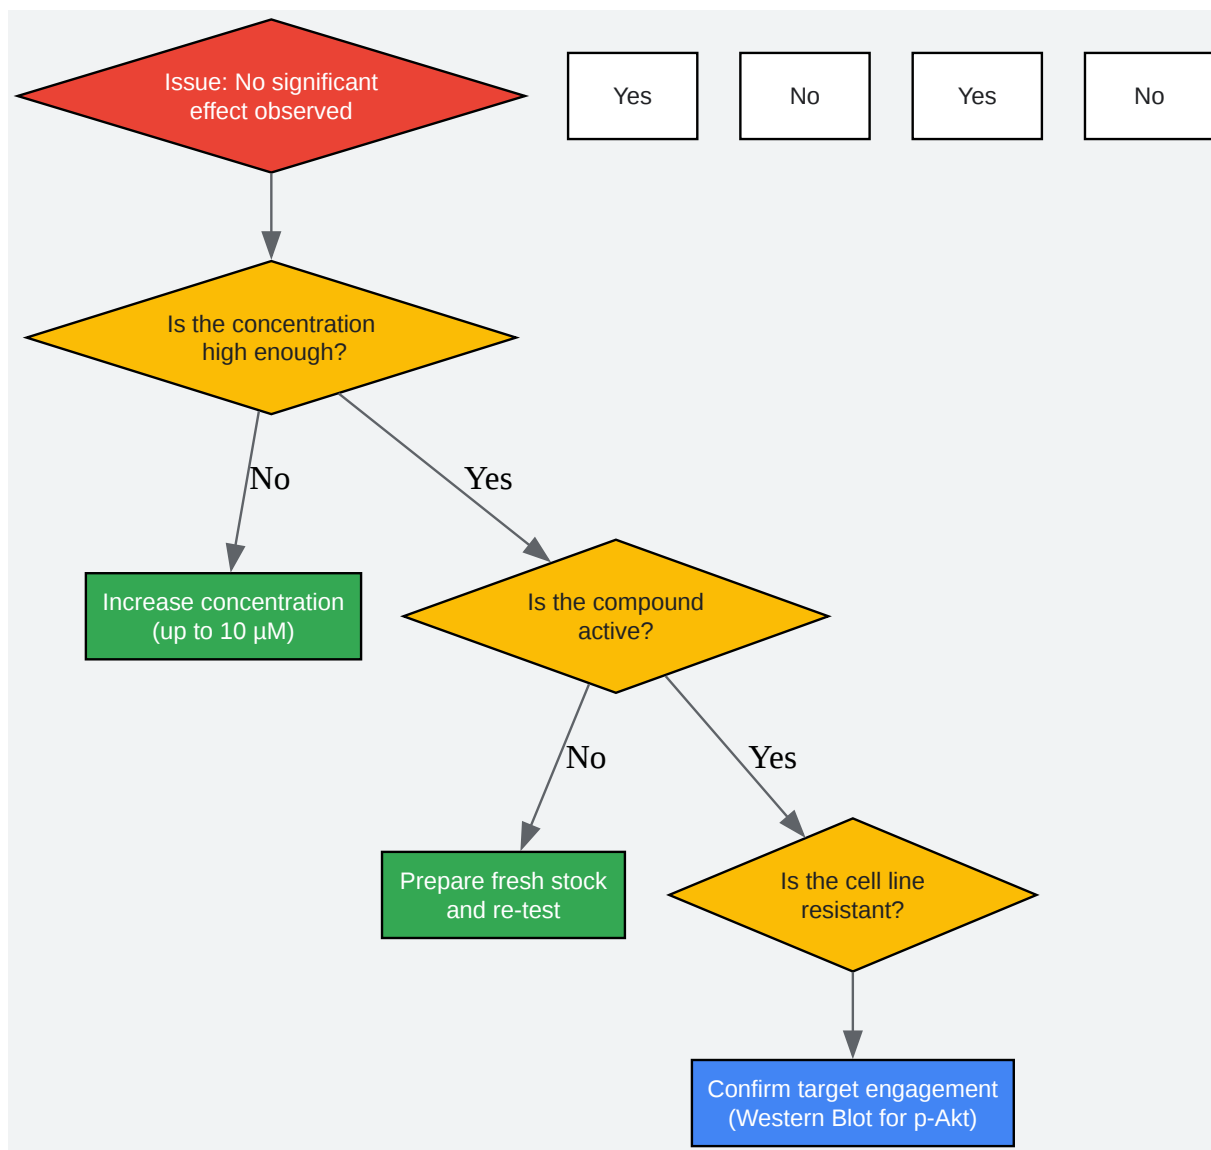 Issue: No significant
effect observed
Yes
No
Yes
No
Is the concentration
high enough?
No
Yes
Increase concentration
(up to 10 µM)
Is the compound
active?
No
Yes
Prepare fresh stock
and re-test
Is the cell line
resistant?
Confirm target engagement
(Western Blot for p-Akt)